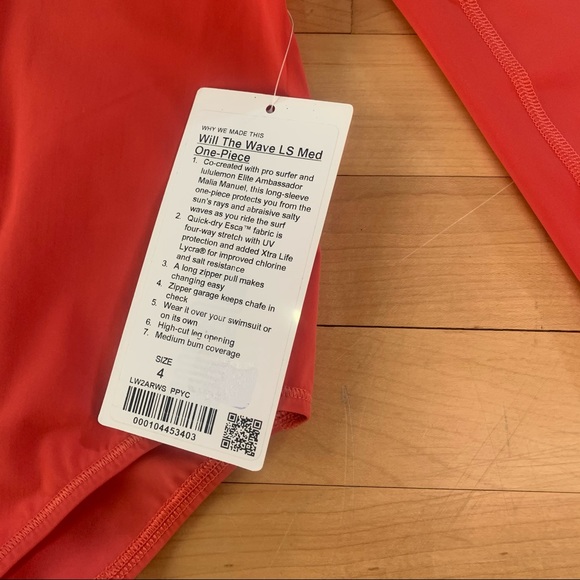 WHY WE MADE THIS
Will The Wave LS Med
One-Piece
1. Co-created with pro surfer and
lululemon Elite Ambassador
Malia Manuel, this long-sleeve
one-piece protects you from the
sun's rays and abraisive salty
waves as you ride the surf
2. Quick-dry Esca™ fabric is
four-way stretch with UV
protection and added Xtra Life
Lycra® for improved chlorine
and salt resistance
3. A long zipper pull makes
changing easy
4. Zipper garage keeps chafe in
check
5. Wear it over your swimsuit or
on its own
6. High-cut leg opening
7. Medium bum coverage
SIZE
4
LW2ARWS PPYC
000104453403